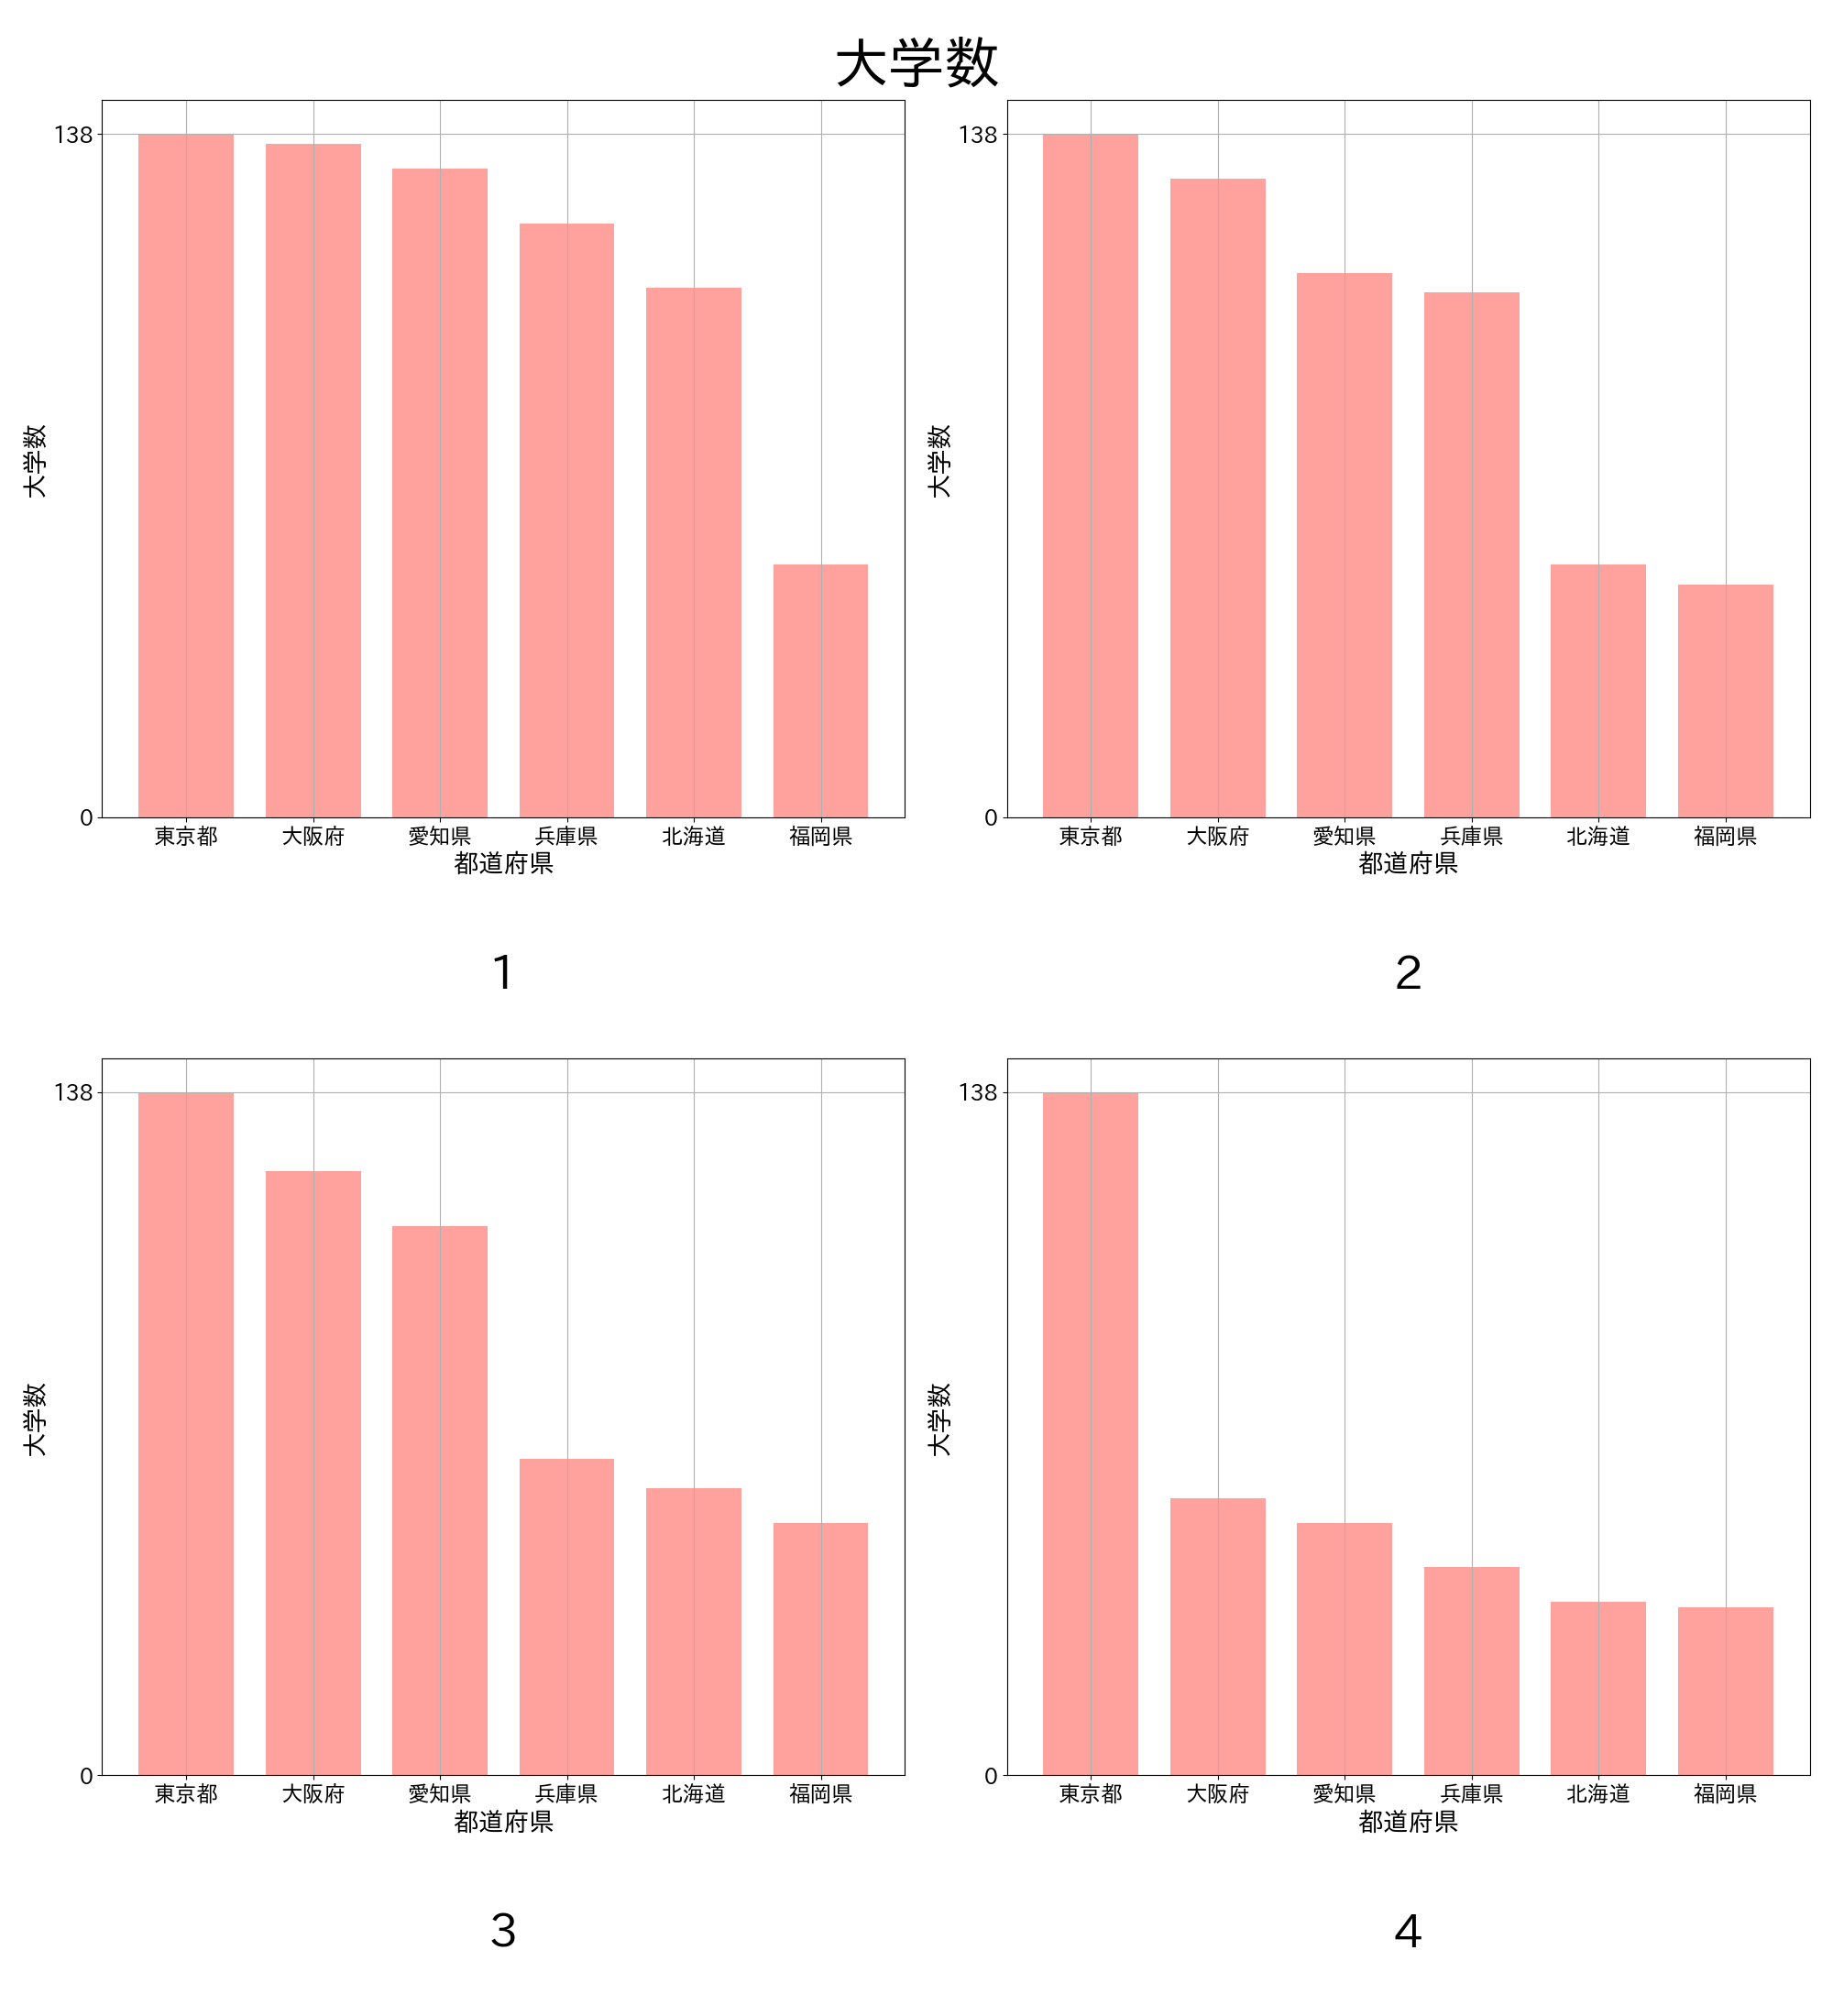 大学数
138
0
大学数
東京都 大阪府 愛知県 兵庫県 北海道 福岡県
都道府県
1
138
0
大学数
東京都 大阪府 愛知県 兵庫県 北海道 福岡県
都道府県
2
138
0
大学数
東京都 大阪府 愛知県 兵庫県 北海道 福岡県
都道府県
3
138
0
大学数
東京都 大阪府 愛知県 兵庫県 北海道 福岡県
都道府県
4